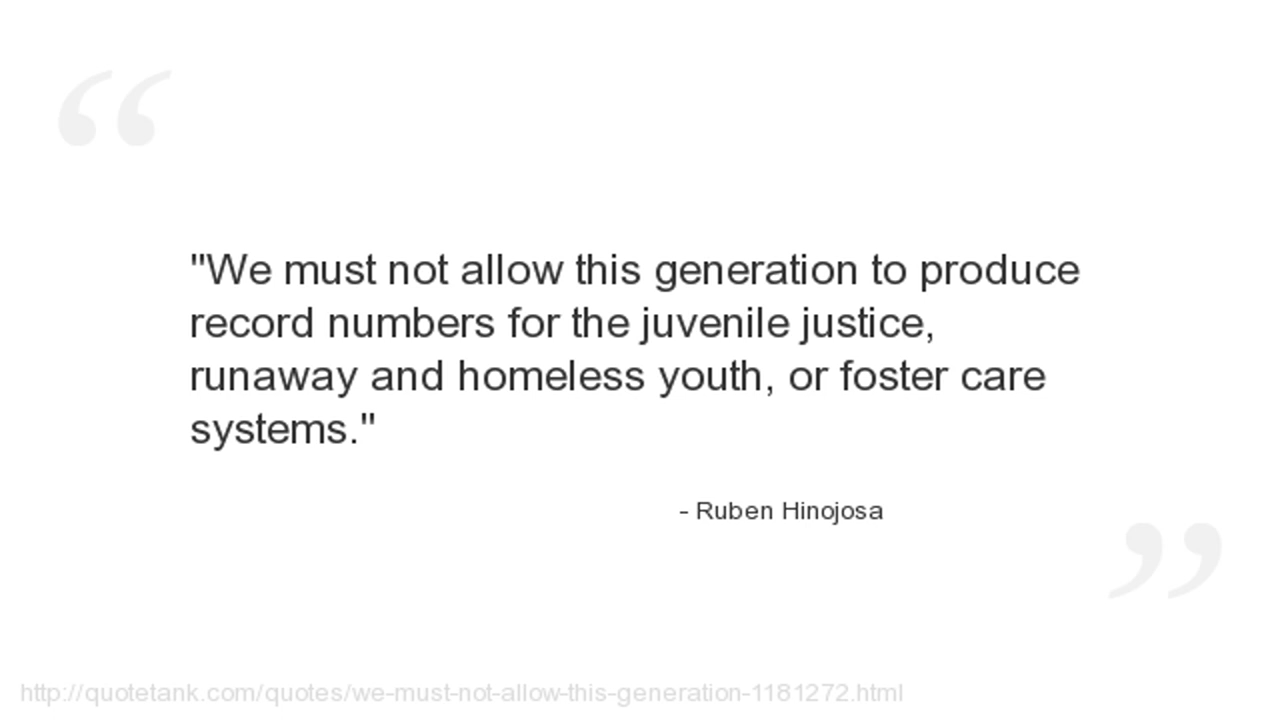 "We must not allow this generation to produce
record numbers for the juvenile justice,
runaway and homeless youth, or foster care
systems."
- Ruben Hinojosa
http://quotetank.com/quotes/we-must-not-allow-this-generation-1181272.html